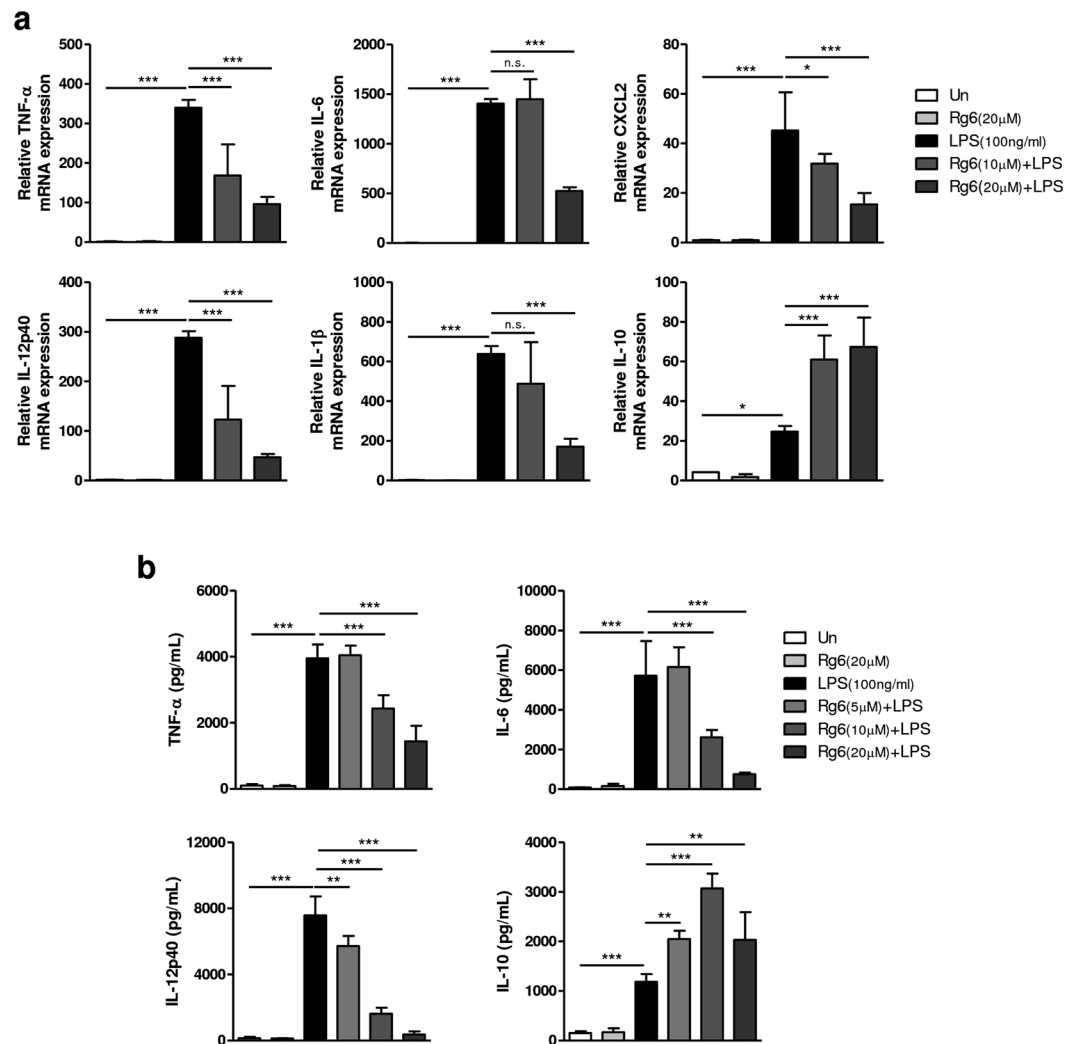 a
Relative TNF-α
mRNA expression
500
400
300
200
100
0
***
***
***
Relative IL-6
mRNA expression
2000
1500
1000
500
0
***
n.s.
***
Relative CXCL2
mRNA expression
80
60
40
20
0
***
***
*
Un
Rg6(20μM)
LPS(100ng/ml)
Rg6(10μM)+LPS
Rg6(20μM)+LPS
Relative IL-12p40
mRNA expression
400
300
200
100
0
***
***
***
Relative IL-1β
mRNA expression
1000
800
600
400
200
0
***
***
n.s.
Relative IL-10
mRNA expression
100
80
60
40
20
0
***
***
*
b
TNF-α (pg/mL)
6000
4000
2000
0
***
***
***
IL-6 (pg/mL)
10000
8000
6000
4000
2000
0
***
***
***
Un
Rg6(20μM)
LPS(100ng/ml)
Rg6(5μM)+LPS
Rg6(10μM)+LPS
Rg6(20μM)+LPS
IL-12p40 (pg/mL)
12000
8000
4000
0
***
***
***
**
IL-10 (pg/mL)
4000
3000
2000
1000
0
**
***
**
***